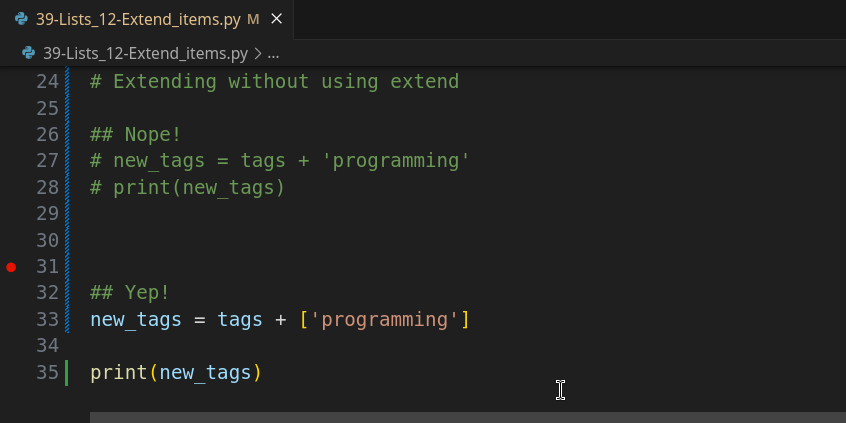 39-Lists_12-Extend_items.py M
39-Lists_12-Extend_items.py > ...
24 # Extending without using extend
25
26 ## Nope!
27 # new_tags = tags + 'programming'
28 # print(new_tags)
29
30
31
32 ## Yep!
33 new_tags = tags + ['programming']
34
35 print(new_tags)